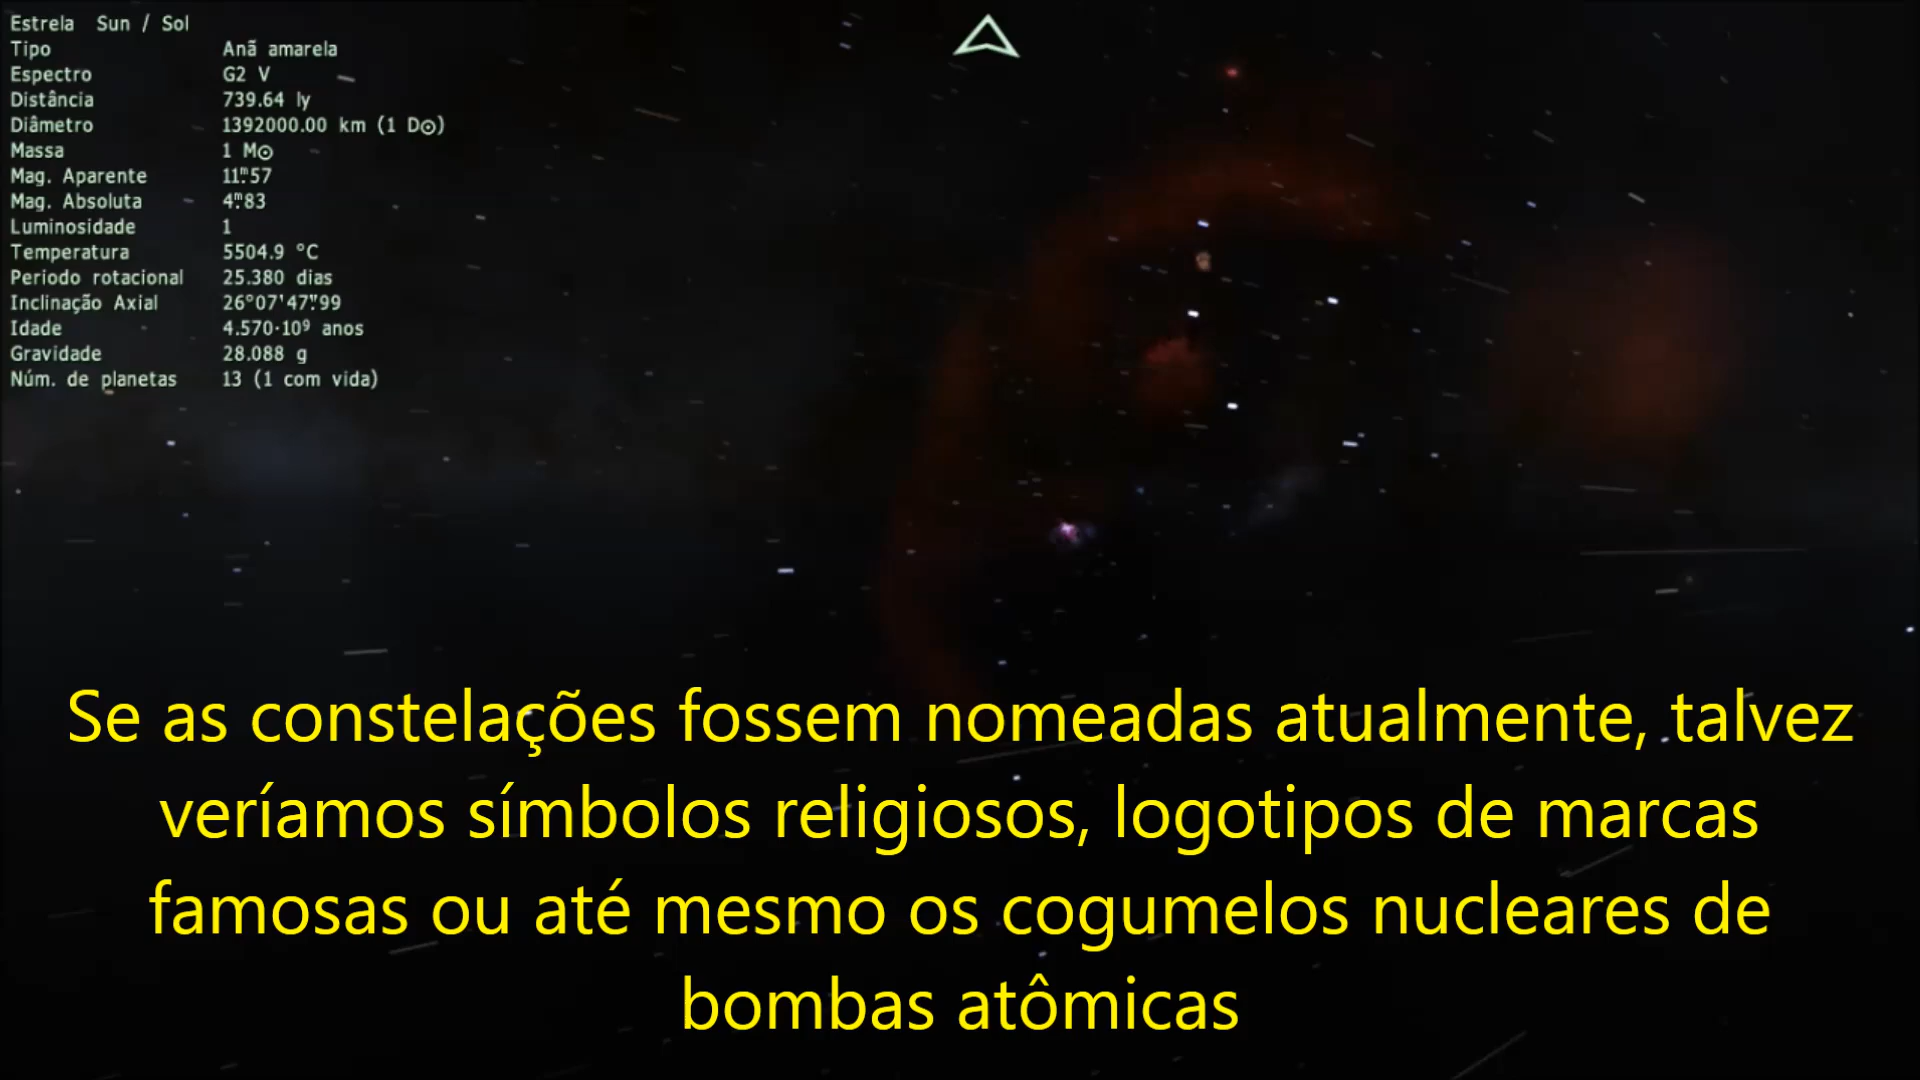 Estrela Sun / Sol
Tipo Anã amarela
Espectro G2 V
Distância 739.64 ly
Diâmetro 1392000.00 km (1 D⊙)
Massa 1 M⊙
Mag. Aparente 11ᵐ.57
Mag. Absoluta 4ᵐ.83
Luminosidade 1
Temperatura 5504.9 °C
Periodo rotacional 25.380 dias
Inclinação Axial 26°07'47".99
Idade 4.570·10⁹ anos
Gravidade 28.088 g
Núm. de planetas 13 (1 com vida)
Se as constelações fossem nomeadas atualmente, talvez
veríamos símbolos religiosos, logotipos de marcas
famosas ou até mesmo os cogumelos nucleares de
bombas atômicas